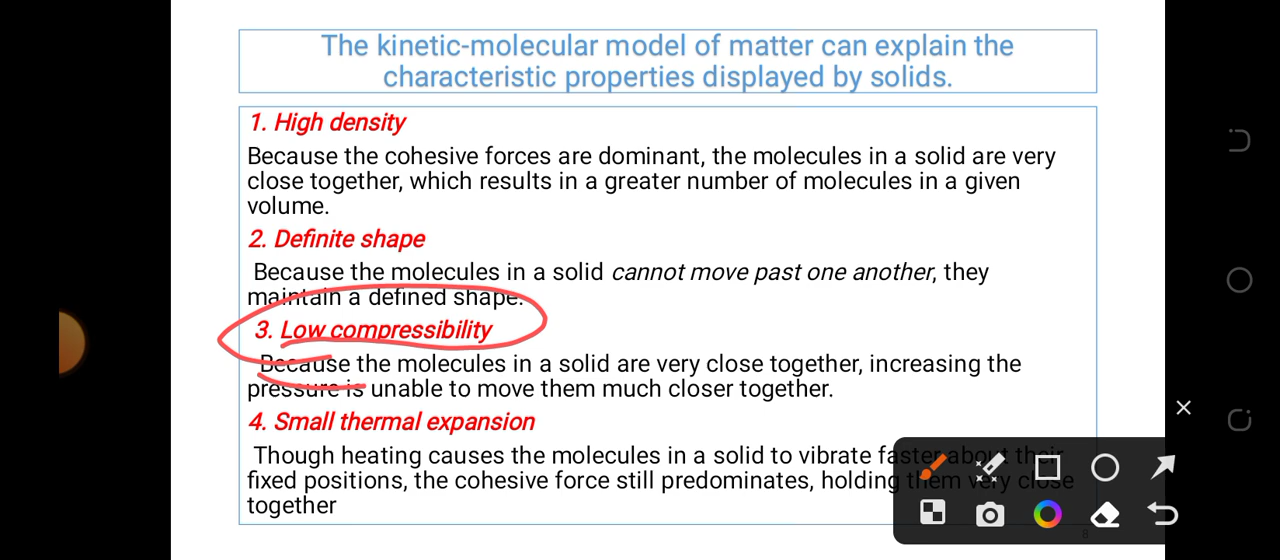 The kinetic-molecular model of matter can explain the
characteristic properties displayed by solids.
1. High density
Because the cohesive forces are dominant, the molecules in a solid are very
close together, which results in a greater number of molecules in a given
volume.
2. Definite shape
Because the molecules in a solid cannot move past one another, they
maintain a defined shape.
3. Low compressibility
Because the molecules in a solid are very close together, increasing the
pressure is unable to move them much closer together.
4. Small thermal expansion
Though heating causes the molecules in a solid to vibrate faster about their
fixed positions, the cohesive force still predominates, holding them very close
together
8